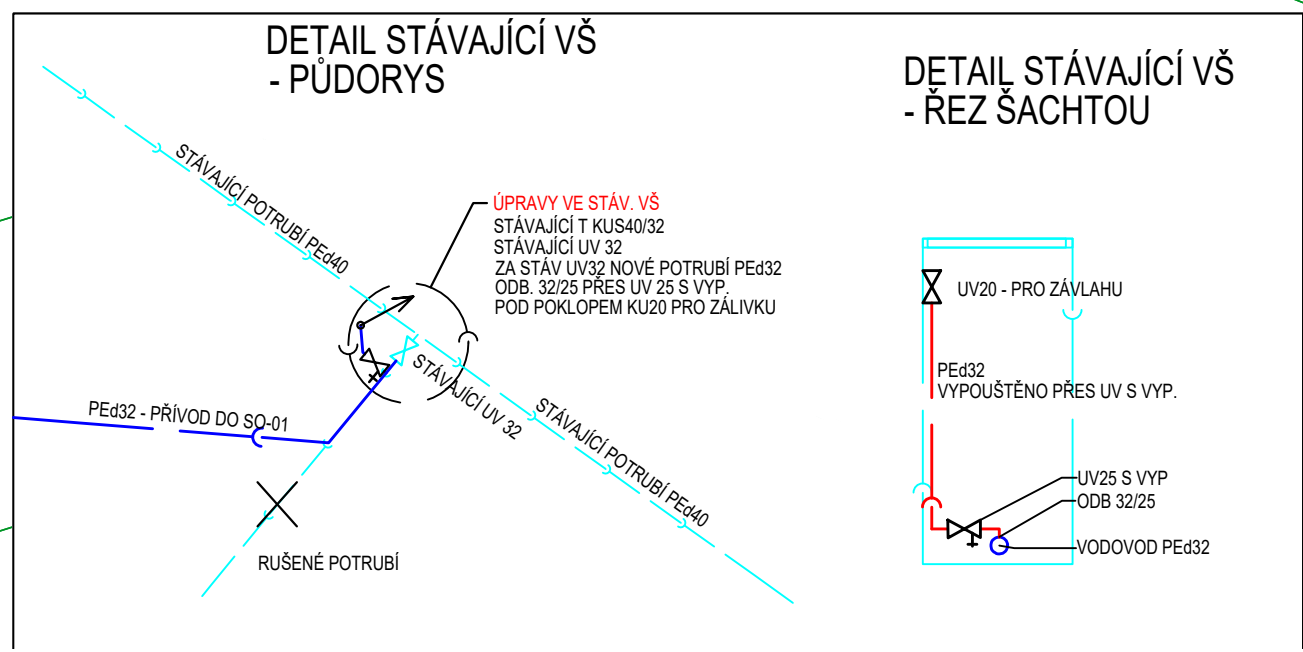 DETAIL STÁVAJÍCÍ VŠ
- PŮDORYS
STÁVAJÍCÍ POTRUBÍ PEd40
ÚPRAVY VE STÁV. VŠ
STÁVAJÍCÍ T KUS40/32
STÁVAJÍCÍ UV 32
ZA STÁV UV32 NOVÉ POTRUBÍ PEd32
ODB. 32/25 PŘES UV 25 S VYP.
POD POKLOPEM KU20 PRO ZÁLIVKU
STÁVAJÍCÍ UV 32
STÁVAJÍCÍ POTRUBÍ PEd40
PEd32 - PŘÍVOD DO SO-01
RUŠENÉ POTRUBÍ
DETAIL STÁVAJÍCÍ VŠ
- ŘEZ ŠACHTOU
UV20 - PRO ZÁVLAHU
PEd32
VYPOUŠTĚNO PŘES UV S VYP.
UV25 S VYP
ODB 32/25
VODOVOD PEd32